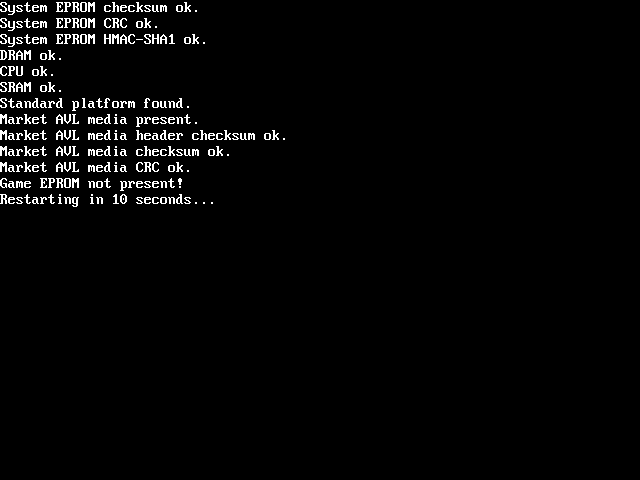 System EPROM checksum ok.
System EPROM CRC ok.
System EPROM HMAC-SHA1 ok.
DRAM ok.
CPU ok.
SRAM ok.
Standard platform found.
Market AVL media present.
Market AVL media header checksum ok.
Market AVL media checksum ok.
Market AVL media CRC ok.
Game EPROM not present!
Restarting in 10 seconds...